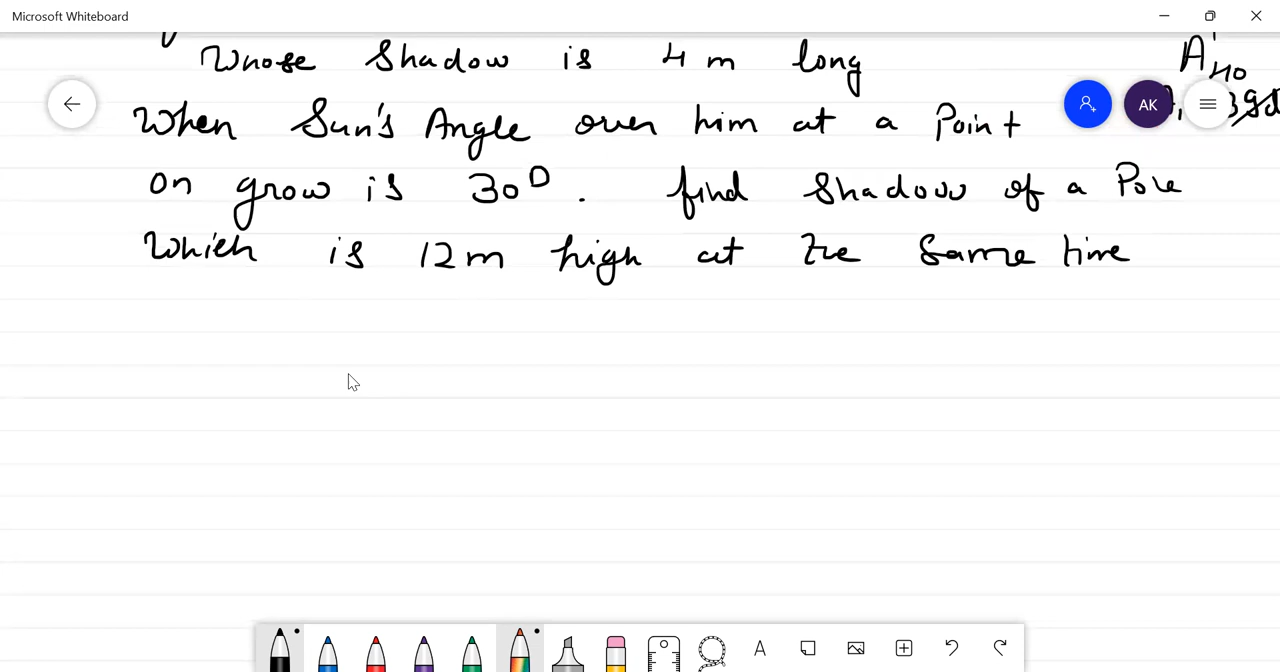 Microsoft Whiteboard
Whose Shadow is 4 m long
When Sun's Angle over him at a Point
AK
on grow is 30°. find Shadow of a Pole
Which is 12m high at the same time